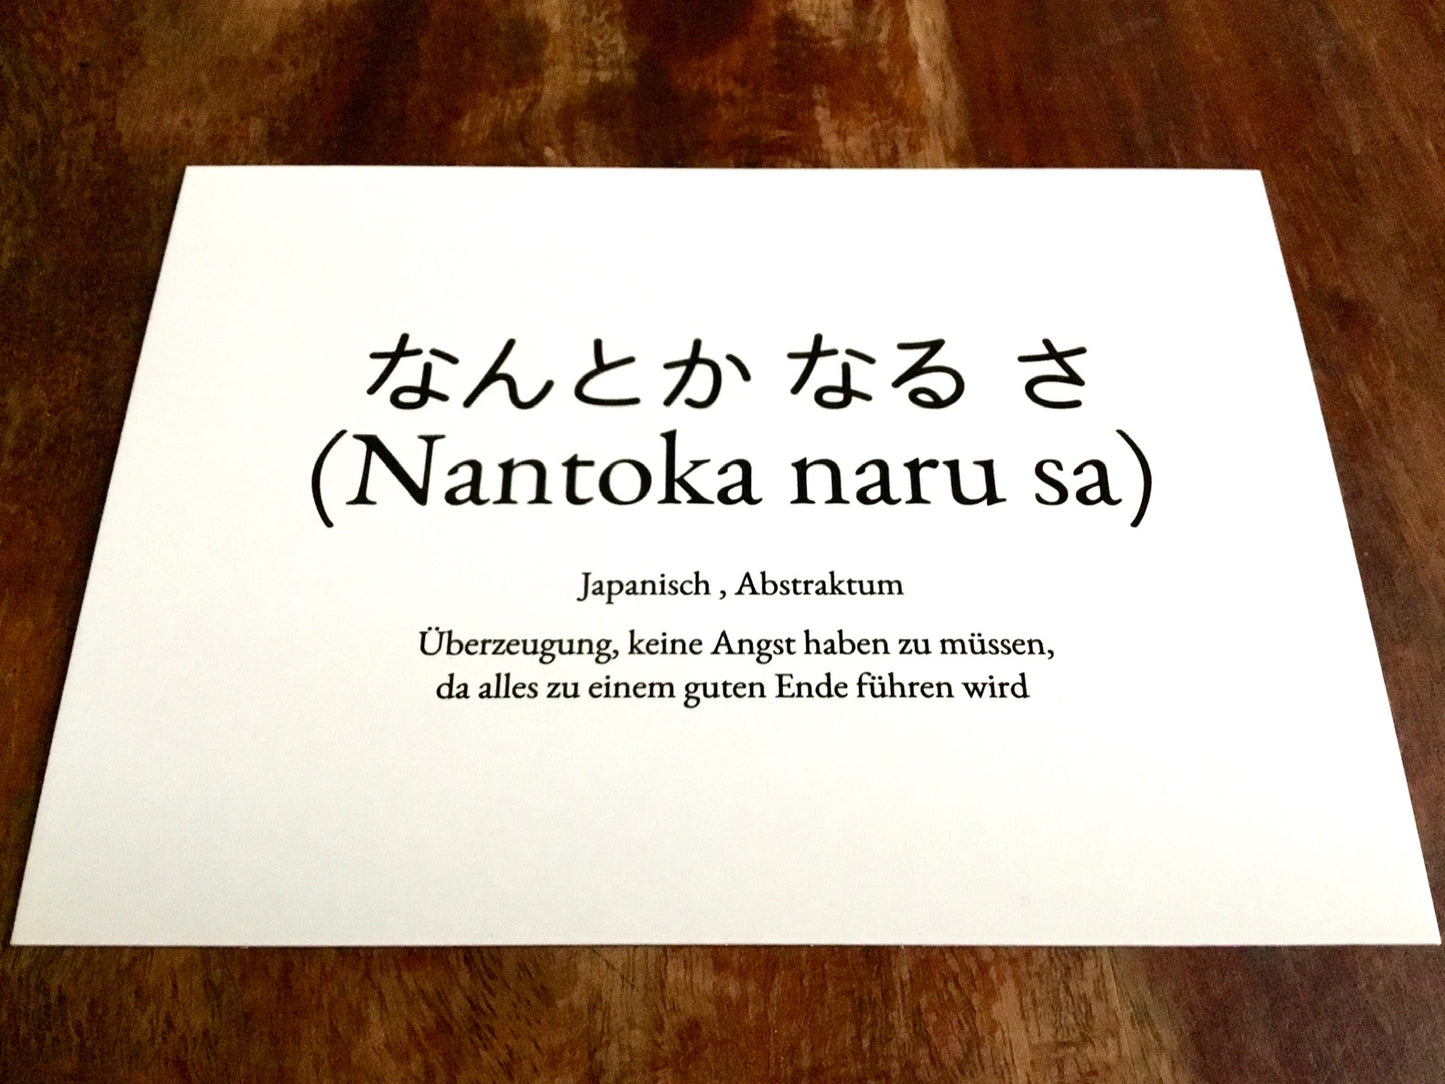 なんとか なる さ
(Nantoka naru sa)
Japanisch , Abstraktum
Überzeugung, keine Angst haben zu müssen,
da alles zu einem guten Ende führen wird